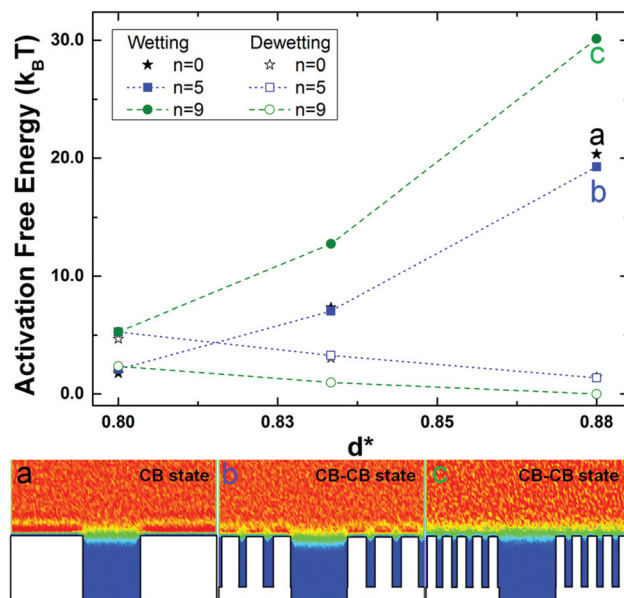 30.0
20.0
10.0
0.0
Activation Free Energy (k_BT)
Wetting Dewetting
n=0 n=0
n=5 n=5
n=9 n=9
c
a
b
0.80 0.83 0.85 0.88
d*
a CB state b CB-CB state c CB-CB state